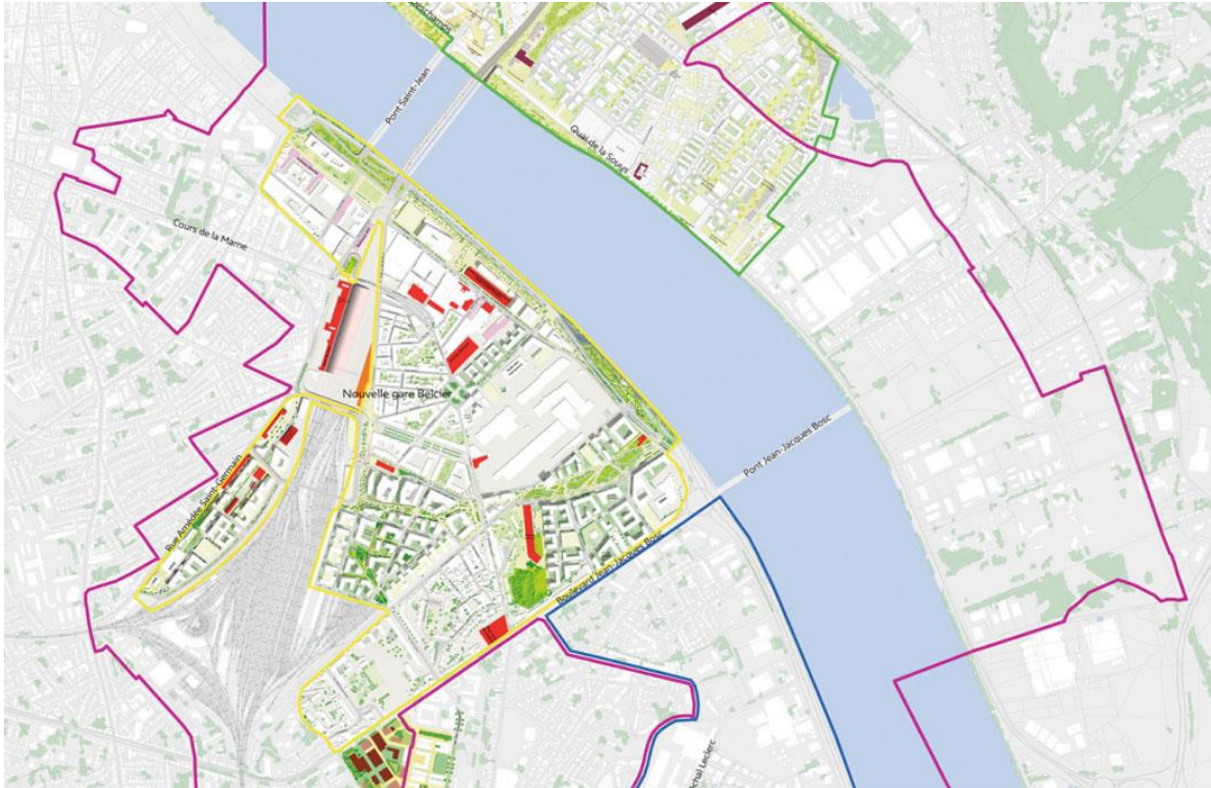 Pont Saint-Jean
Quai de la Souys
Cours de la Marne
Nouvelle gare Belcier
Pont Jean-Jacques Bosc
Rue Amédée Saint-Germain
Boulevard Jean-Jacques Bosc